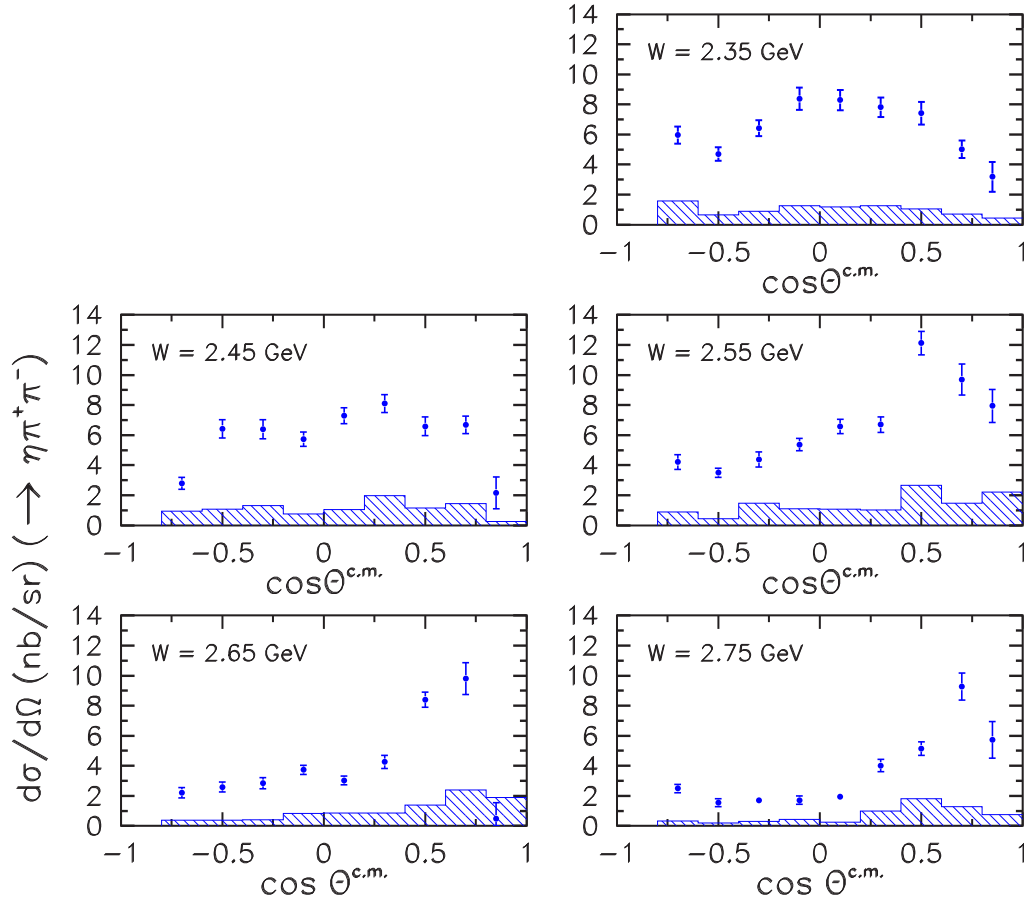 dσ/dΩ (nb/sr) ( → ηπ⁺π⁻)
14
12
10
8
6
4
2
0
W = 2.35 GeV
−1 −0.5 0 0.5 1
cosΘᶜ·ᵐ·
14
12
10
8
6
4
2
0
W = 2.45 GeV
−1 −0.5 0 0.5 1
cosΘᶜ·ᵐ·
14
12
10
8
6
4
2
0
W = 2.55 GeV
−1 −0.5 0 0.5 1
cosΘᶜ·ᵐ·
14
12
10
8
6
4
2
0
W = 2.65 GeV
−1 −0.5 0 0.5 1
cos Θᶜ·ᵐ·
14
12
10
8
6
4
2
0
W = 2.75 GeV
−1 −0.5 0 0.5 1
cos Θᶜ·ᵐ·